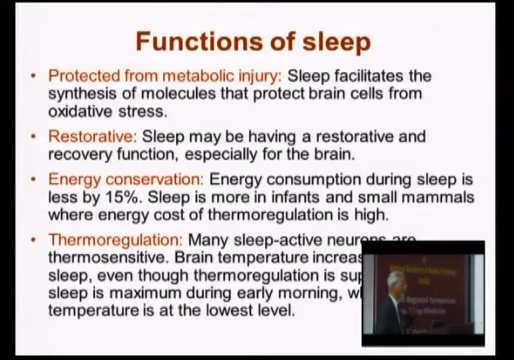 Functions of sleep
• Protected from metabolic injury: Sleep facilitates the
synthesis of molecules that protect brain cells from
oxidative stress.
• Restorative: Sleep may be having a restorative and
recovery function, especially for the brain.
• Energy conservation: Energy consumption during sleep is
less by 15%. Sleep is more in infants and small mammals
where energy cost of thermoregulation is high.
• Thermoregulation: Many sleep-active neurons are
thermosensitive. Brain temperature increas
sleep, even though thermoregulation is sup
sleep is maximum during early morning, w
temperature is at the lowest level.
Regional Symposium